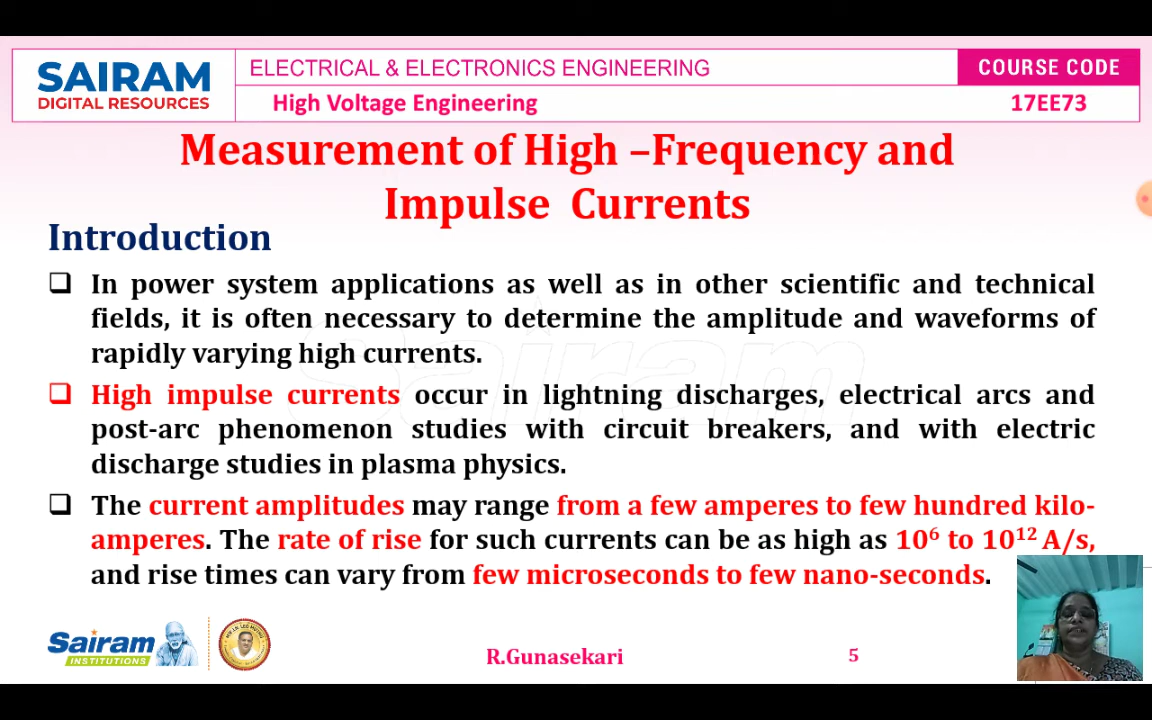 SAIRAM
DIGITAL RESOURCES
ELECTRICAL & ELECTRONICS ENGINEERING
COURSE CODE
High Voltage Engineering
17EE73
Measurement of High –Frequency and
Impulse Currents
Introduction
❑ In power system applications as well as in other scientific and technical
fields, it is often necessary to determine the amplitude and waveforms of
rapidly varying high currents.
❑ High impulse currents occur in lightning discharges, electrical arcs and
post-arc phenomenon studies with circuit breakers, and with electric
discharge studies in plasma physics.
❑ The current amplitudes may range from a few amperes to few hundred kilo-
amperes. The rate of rise for such currents can be as high as 10⁶ to 10¹² A/s,
and rise times can vary from few microseconds to few nano-seconds.
Sairam
Sairam
INSTITUTIONS
R.Gunasekari
5